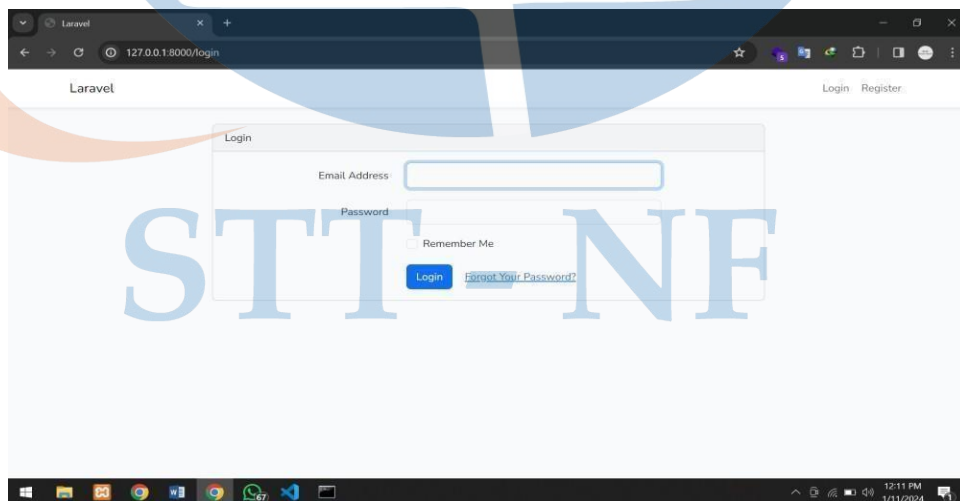 Laravel
127.0.0.1:8000/login
Laravel
Login Register
Login
Email Address
Password
Remember Me
Login Forgot Your Password?
STT - NF
67
12:11 PM
1/11/2024